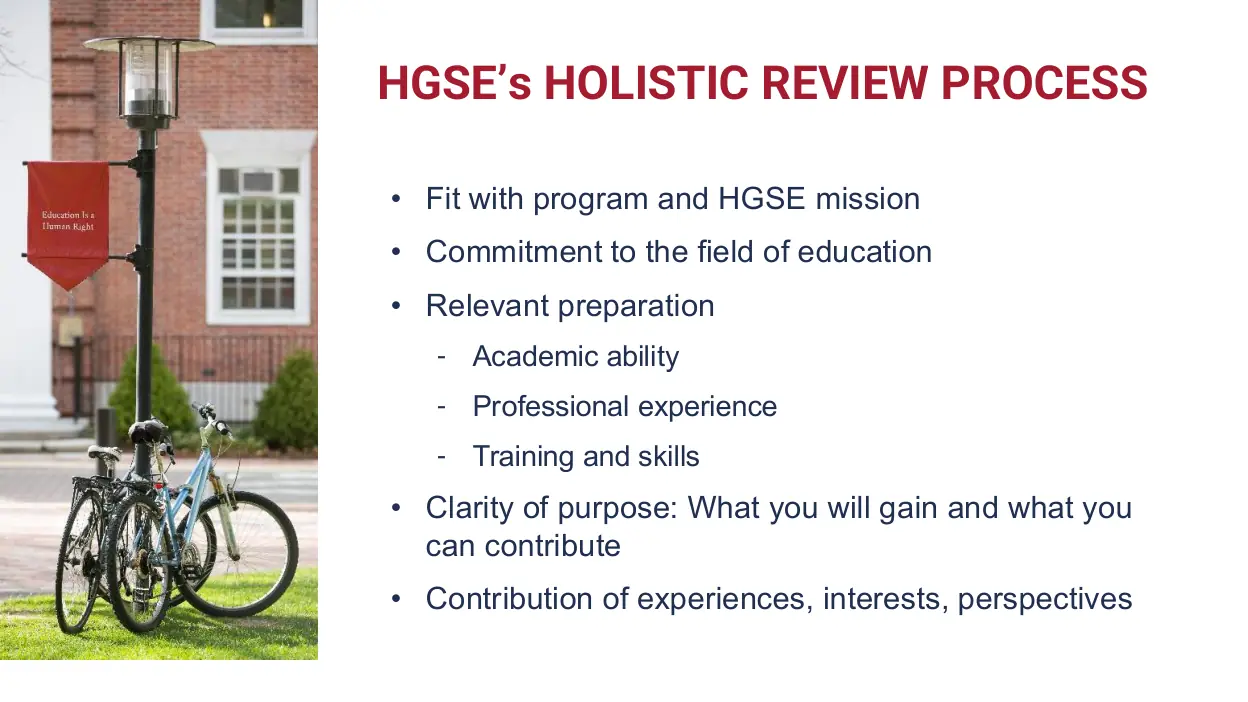 HGSE’s HOLISTIC REVIEW PROCESS
Education Is a
Human Right
• Fit with program and HGSE mission
• Commitment to the field of education
• Relevant preparation
- Academic ability
- Professional experience
- Training and skills
• Clarity of purpose: What you will gain and what you
can contribute
• Contribution of experiences, interests, perspectives